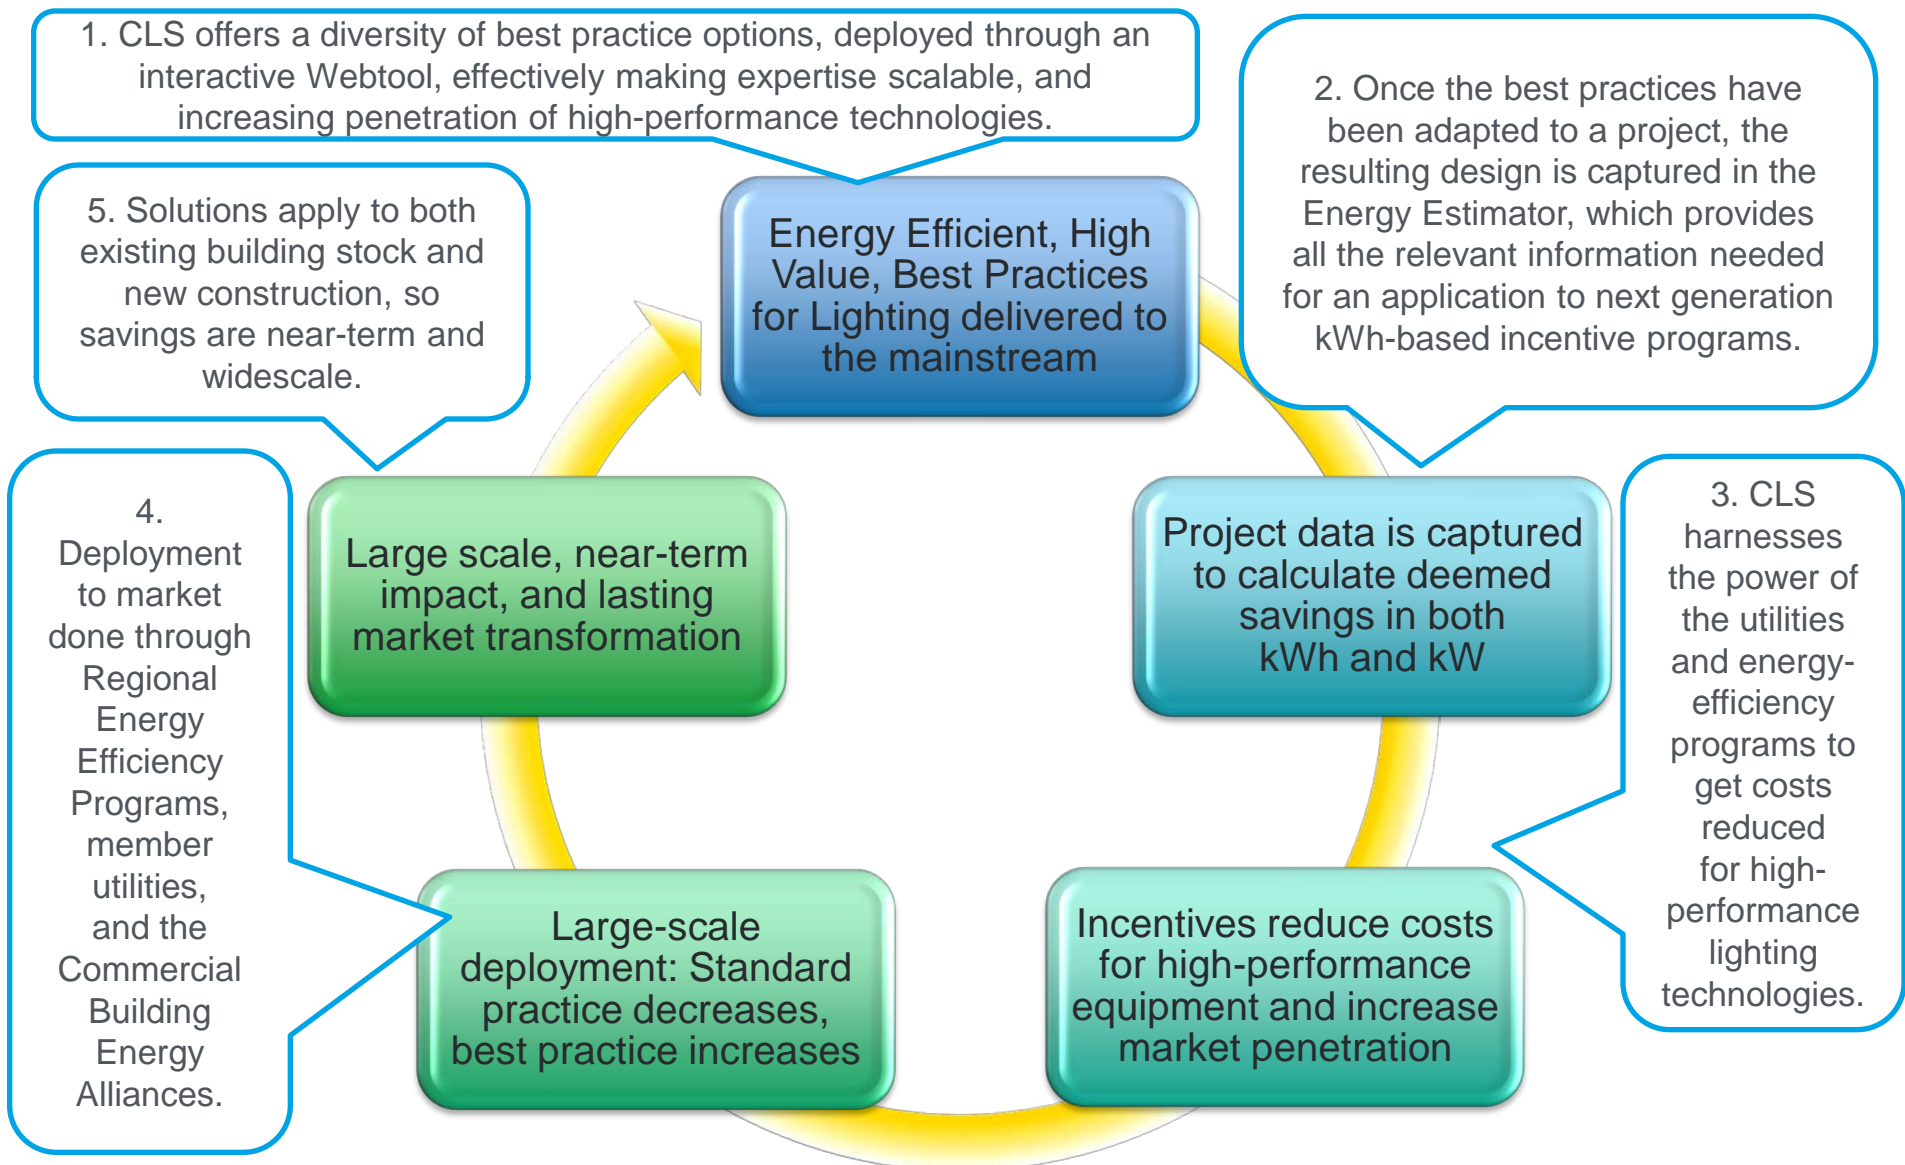 1. CLS offers a diversity of best practice options, deployed through an
interactive Webtool, effectively making expertise scalable, and
increasing penetration of high-performance technologies.
2. Once the best practices have
been adapted to a project, the
resulting design is captured in the
Energy Estimator, which provides
all the relevant information needed
for an application to next generation
kWh-based incentive programs.
5. Solutions apply to both
existing building stock and
new construction, so
savings are near-term and
widescale.
Energy Efficient, High
Value, Best Practices
for Lighting delivered to
the mainstream
4.
Deployment
to market
done through
Regional
Energy
Efficiency
Programs,
member
utilities,
and the
Commercial
Building
Energy
Alliances.
Large scale, near-term
impact, and lasting
market transformation
Project data is captured
to calculate deemed
savings in both
kWh and kW
3. CLS
harnesses
the power of
the utilities
and energy-
efficiency
programs to
get costs
reduced
for high-
performance
lighting
technologies.
Large-scale
deployment: Standard
practice decreases,
best practice increases
Incentives reduce costs
for high-performance
equipment and increase
market penetration